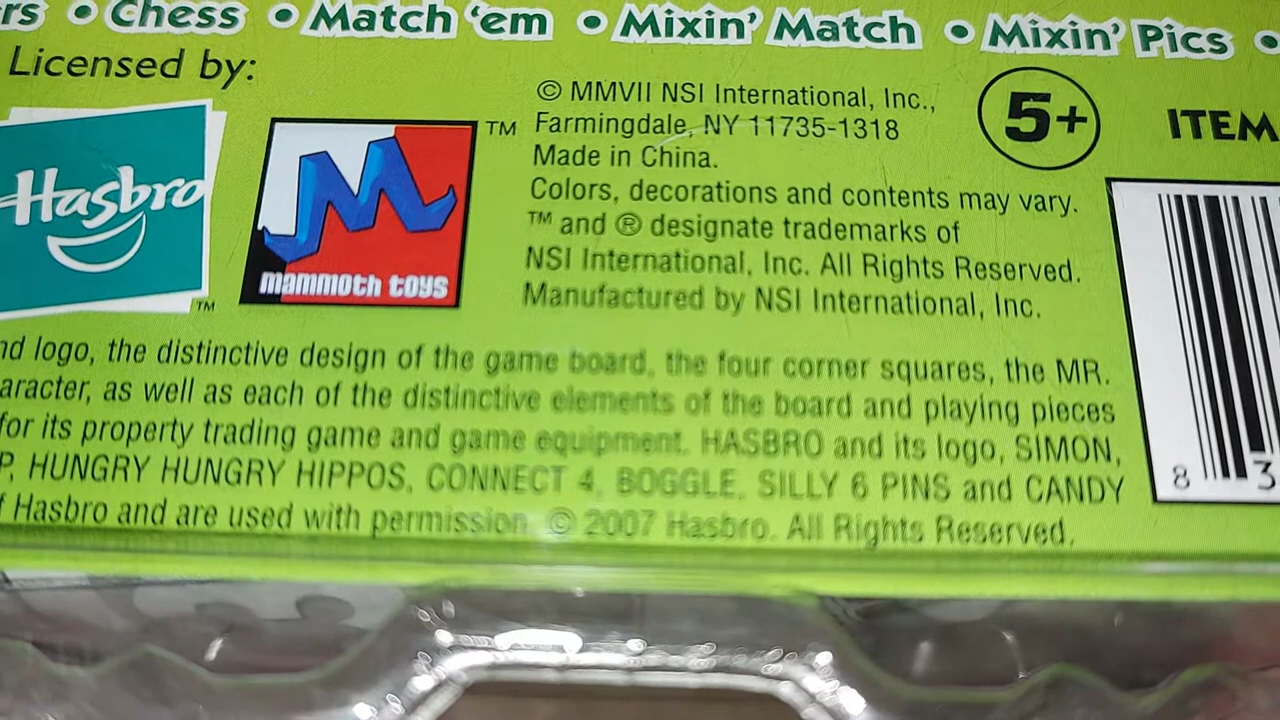 rs • Chess • Match 'em • Mixin' Match • Mixin' Pics •
Licensed by:
Hasbro
TM
mammoth toys
TM
© MMVII NSI International, Inc.,
Farmingdale, NY 11735-1318
Made in China.
Colors, decorations and contents may vary.
™ and ® designate trademarks of
NSI International, Inc. All Rights Reserved.
Manufactured by NSI International, Inc.
5+
ITEM
8 3
nd logo, the distinctive design of the game board, the four corner squares, the MR.
aracter, as well as each of the distinctive elements of the board and playing pieces
for its property trading game and game equipment. HASBRO and its logo, SIMON,
P, HUNGRY HUNGRY HIPPOS, CONNECT 4, BOGGLE, SILLY 6 PINS and CANDY
f Hasbro and are used with permission. © 2007 Hasbro. All Rights Reserved.